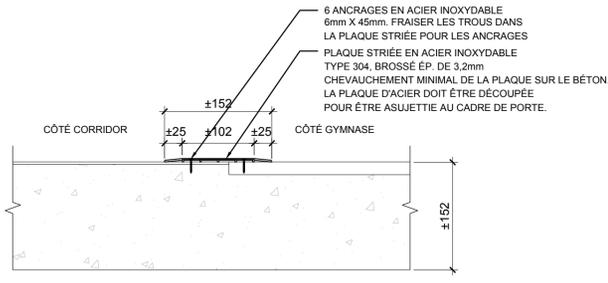 6 ANCRAGES EN ACIER INOXYDABLE
6mm X 45mm. FRAISER LES TROUS DANS
LA PLAQUE STRIÉE POUR LES ANCRAGES
PLAQUE STRIÉE EN ACIER INOXYDABLE
TYPE 304, BROSSÉ ÉP. DE 3,2mm
CHEVAUCHEMENT MINIMAL DE LA PLAQUE SUR LE BÉTON.
LA PLAQUE D'ACIER DOIT ÊTRE DÉCOUPÉE
POUR ÊTRE ASUJETTIE AU CADRE DE PORTE.
±152
CÔTÉ CORRIDOR
±25
±102
±25
CÔTÉ GYMNASE
±152